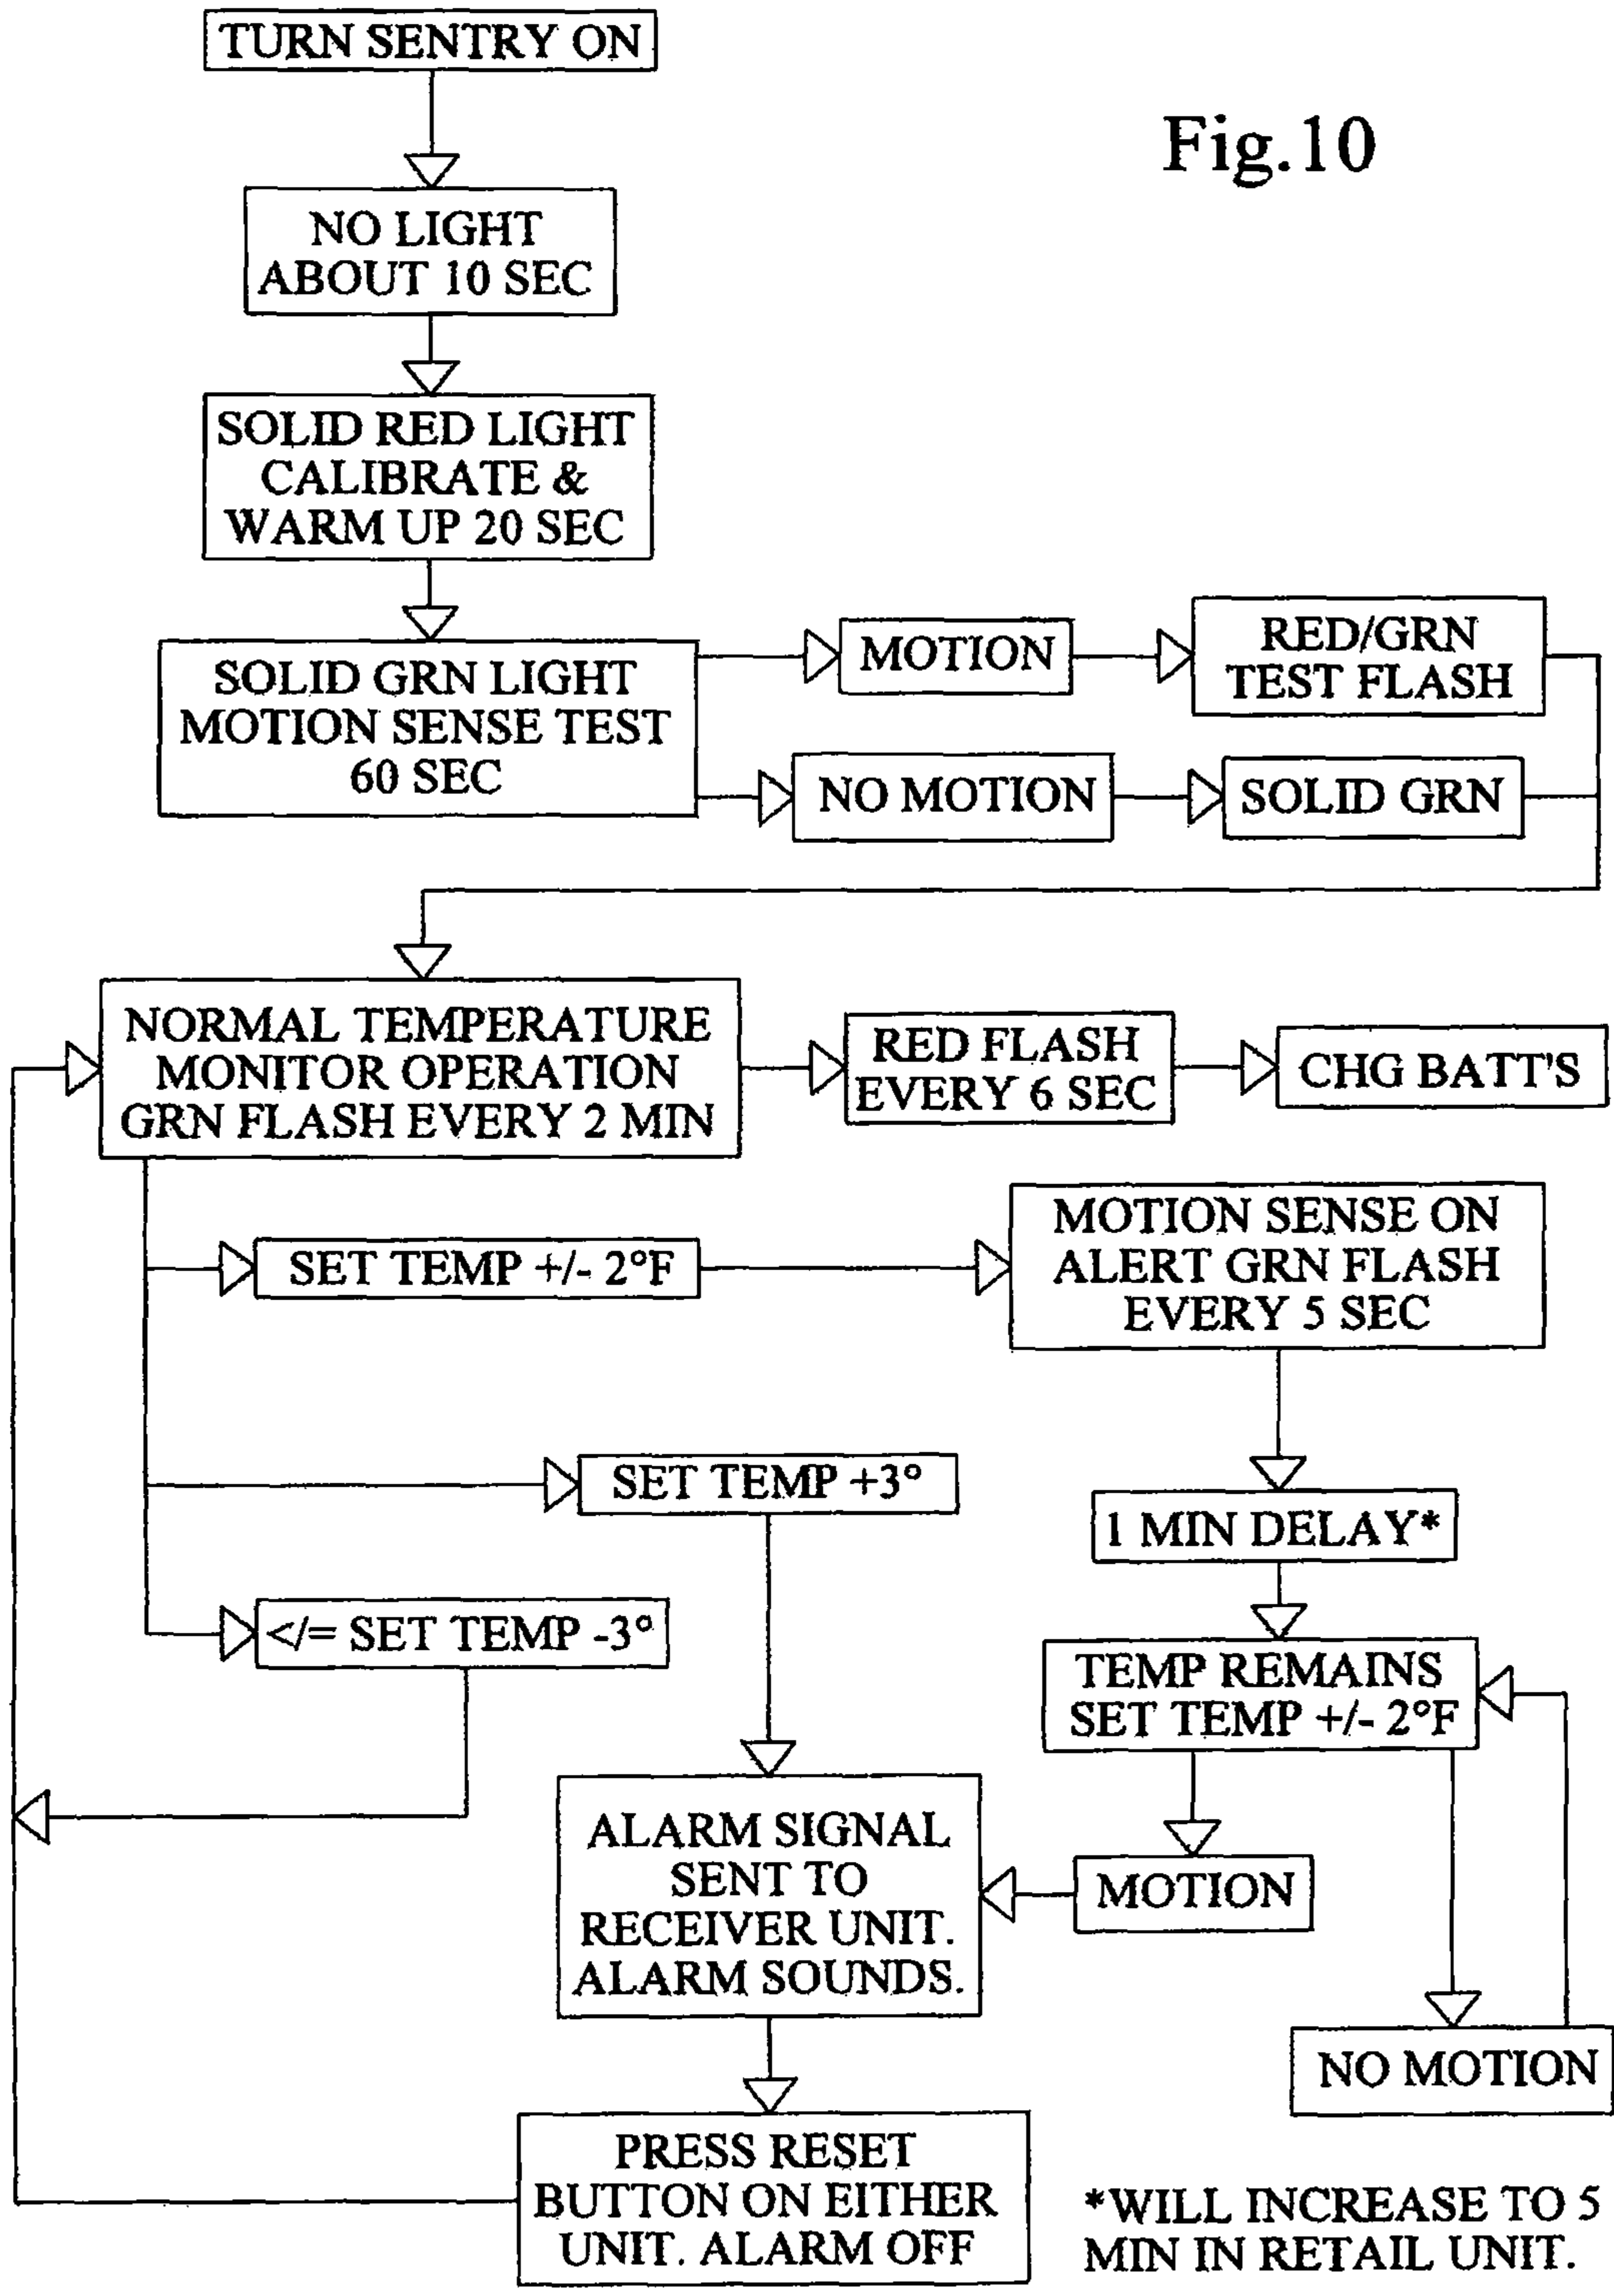 TURN SENTRY ON
Fig.10
NO LIGHT
ABOUT 10 SEC
SOLID RED LIGHT
CALIBRATE &
WARM UP 20 SEC
SOLID GRN LIGHT
MOTION SENSE TEST
60 SEC
MOTION
RED/GRN
TEST FLASH
NO MOTION
SOLID GRN
NORMAL TEMPERATURE
MONITOR OPERATION
GRN FLASH EVERY 2 MIN
RED FLASH
EVERY 6 SEC
CHG BATT'S
SET TEMP +/- 2°F
MOTION SENSE ON
ALERT GRN FLASH
EVERY 5 SEC
SET TEMP +3°
1 MIN DELAY*
</= SET TEMP -3°
TEMP REMAINS
SET TEMP +/- 2°F
ALARM SIGNAL
SENT TO
RECEIVER UNIT.
ALARM SOUNDS.
MOTION
NO MOTION
PRESS RESET
BUTTON ON EITHER
UNIT. ALARM OFF
*WILL INCREASE TO 5
MIN IN RETAIL UNIT.